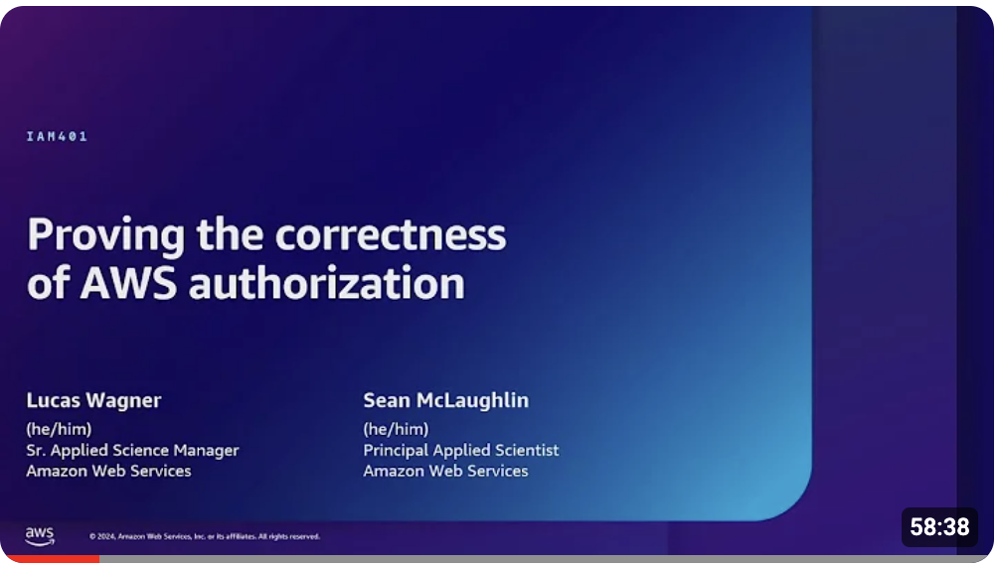 IAM401
Proving the correctness
of AWS authorization
Lucas Wagner
(he/him)
Sr. Applied Science Manager
Amazon Web Services
Sean McLaughlin
(he/him)
Principal Applied Scientist
Amazon Web Services
aws
© 2024, Amazon Web Services, Inc. or its affiliates. All rights reserved.
58:38